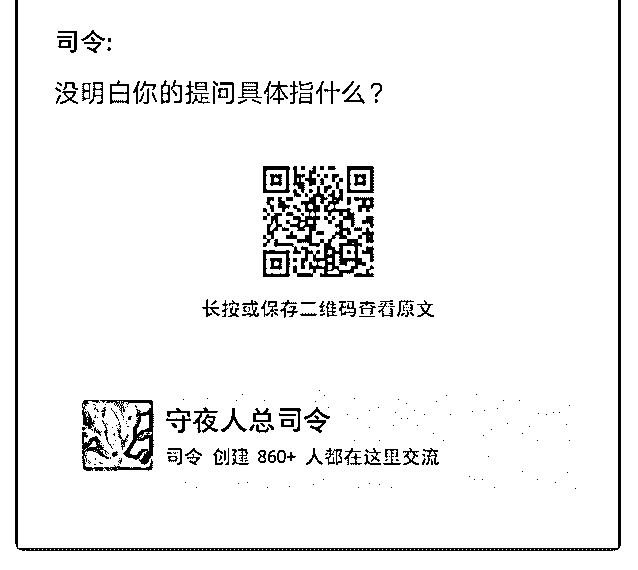 司令:
没明白你的提问具体指什么？
长按或保存二维码查看原文
守夜人总司令
司令 创建 860+ 人都在这里交流